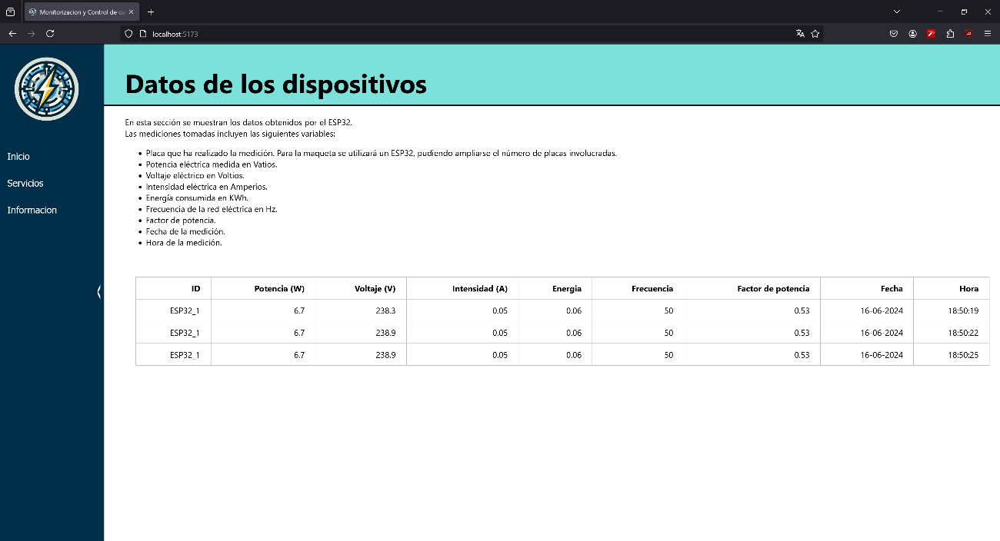 Monitorizacion y Control de ca
localhost:5173
Datos de los dispositivos
Inicio
Servicios
Informacion
En esta sección se muestran los datos obtenidos por el ESP32.
Las mediciones tomadas incluyen las siguientes variables:
• Placa que ha realizado la medición. Para la maqueta se utilizará un ESP32, pudiendo ampliarse el número de placas involucradas.
• Potencia eléctrica medida en Vatios.
• Voltaje eléctrico en Voltios.
• Intensidad eléctrica en Amperios.
• Energía consumida en KWh.
• Frecuencia de la red eléctrica en Hz.
• Factor de potencia.
• Fecha de la medición.
• Hora de la medición.
ID Potencia (W) Voltaje (V) Intensidad (A) Energia Frecuencia Factor de potencia Fecha Hora
ESP32_1 6.7 238.3 0.05 0.06 50 0.53 16-06-2024 18:50:19
ESP32_1 6.7 238.9 0.05 0.06 50 0.53 16-06-2024 18:50:22
ESP32_1 6.7 238.9 0.05 0.06 50 0.53 16-06-2024 18:50:25